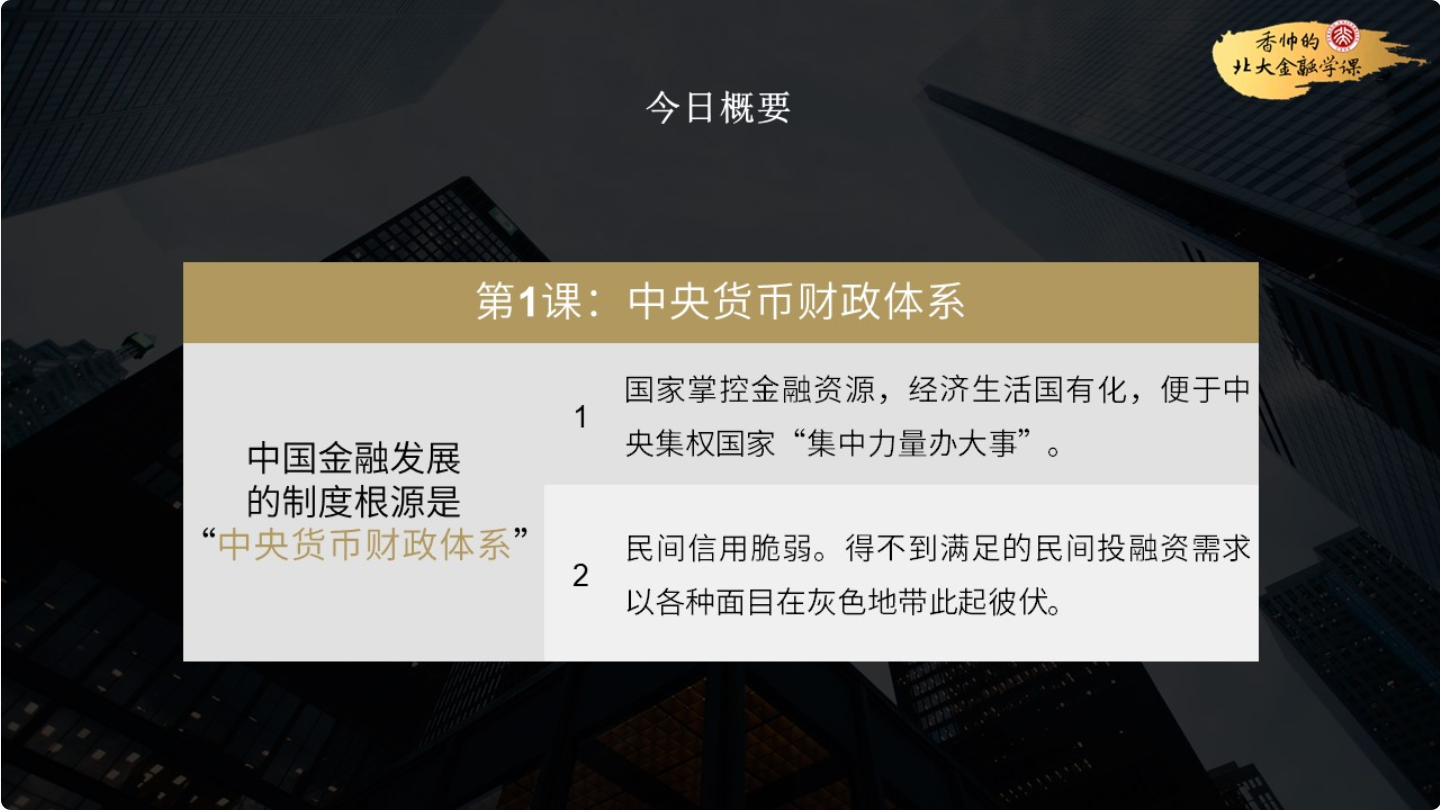 香帅的
北大金融学课
今日概要
第1课：中央货币财政体系
中国金融发展
的制度根源是
“中央货币财政体系”
1
国家掌控金融资源，经济生活国有化，便于中
央集权国家“集中力量办大事”。
2
民间信用脆弱。得不到满足的民间投融资需求
以各种面目在灰色地带此起彼伏。